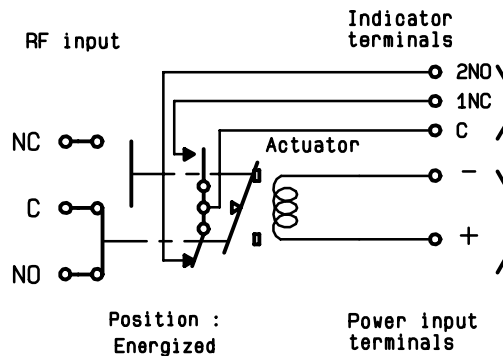 Indicator
terminals
RF input
2NO
1NC
NC
C
Actuator
C
-
+
NO
Position :
Energized
Power input
terminals